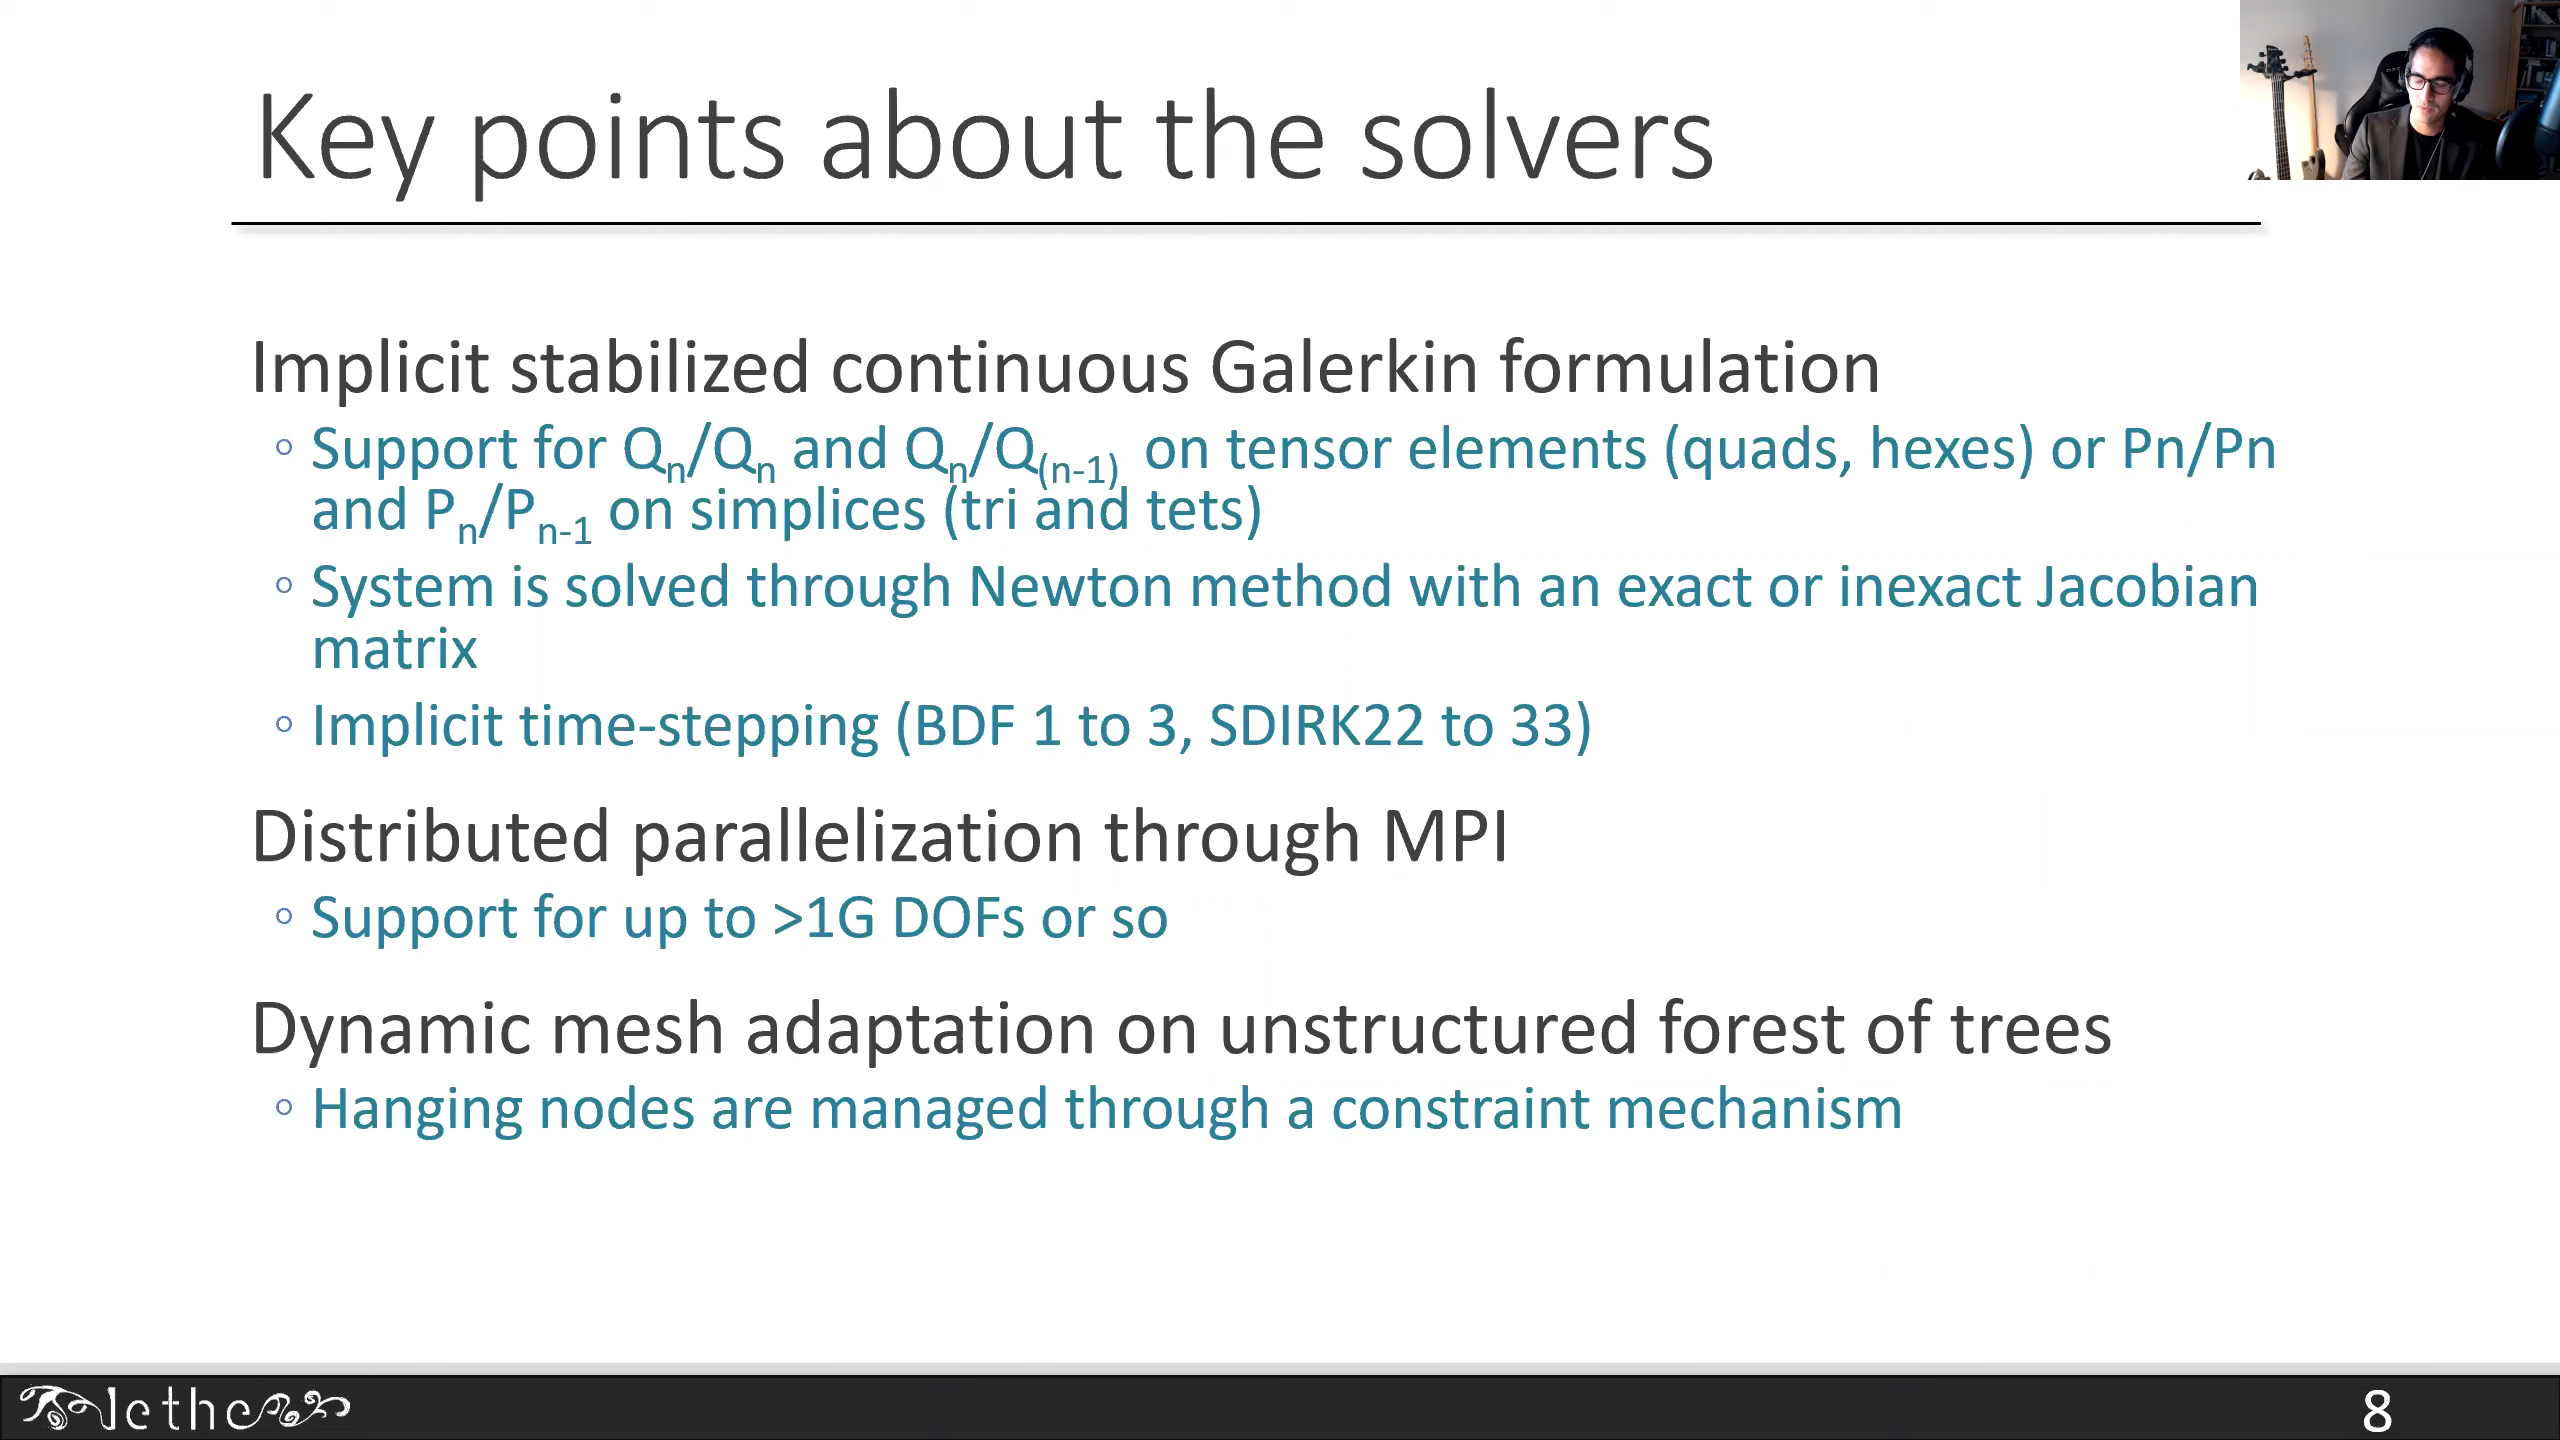 Key points about the solvers
Implicit stabilized continuous Galerkin formulation
◦ Support for Qn/Qn and Qn/Q(n-1) on tensor elements (quads, hexes) or Pn/Pn
and Pn/Pn-1 on simplices (tri and tets)
◦ System is solved through Newton method with an exact or inexact Jacobian
matrix
◦ Implicit time-stepping (BDF 1 to 3, SDIRK22 to 33)
Distributed parallelization through MPI
◦ Support for up to >1G DOFs or so
Dynamic mesh adaptation on unstructured forest of trees
◦ Hanging nodes are managed through a constraint mechanism
lethe
8